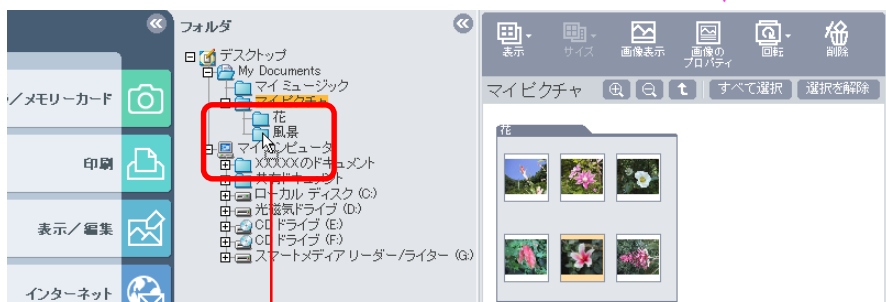 ／メモリーカード
印刷
表示／編集
インターネット
フォルダ
デスクトップ
My Documents
マイ ミュージック
マイ ピクチャ
花
風景
マイ コンピュータ
XXXXXのドキュメント
共有ドキュメント
ローカル ディスク (C:)
光磁気ドライブ (D:)
CD ドライブ (E:)
CD ドライブ (F:)
スマートメディア リーダー/ライター (G:)
表示
サイズ
画像表示
画像の
プロパティ
回転
削除
マイ ピクチャ
すべて選択
選択を解除
花